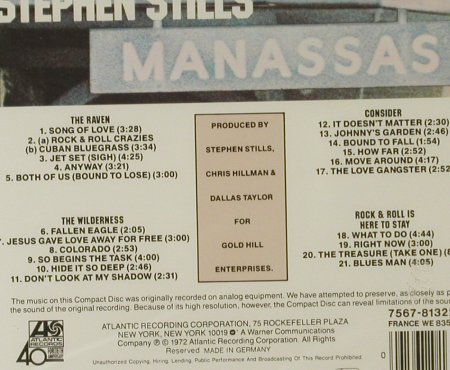 STEPHEN STILLS
MANASSAS
THE RAVEN
1. SONG OF LOVE (3:28)
2. (a) ROCK & ROLL CRAZIES
(b) CUBAN BLUEGRASS (3:34)
3. JET SET (SIGH) (4:25)
4. ANYWAY (3:21)
5. BOTH OF US (BOUND TO LOSE) (3:00)
THE WILDERNESS
6. FALLEN EAGLE (2:05)
7. JESUS GAVE LOVE AWAY FOR FREE (3:00)
8. COLORADO (2:53)
9. SO BEGINS THE TASK (4:00)
10. HIDE IT SO DEEP (2:46)
11. DON'T LOOK AT MY SHADOW (2:31)
PRODUCED BY
STEPHEN STILLS,
CHRIS HILLMAN &
DALLAS TAYLOR
FOR
GOLD HILL
ENTERPRISES.
CONSIDER
12. IT DOESN'T MATTER (2:30)
13. JOHNNY'S GARDEN (2:46)
14. BOUND TO FALL (1:54)
15. HOW FAR (2:52)
16. MOVE AROUND (4:17)
17. THE LOVE GANGSTER (2:52
ROCK & ROLL IS
HERE TO STAY
18. WHAT TO DO (4:44)
19. RIGHT NOW (3:00)
20. THE TREASURE (TAKE ONE) (8
21. BLUES MAN (4:05)
The music on this Compact Disc was originally recorded on analog equipment. We have attempted to preserve, as closely as p
the sound of the original recording. Because of its high resolution, however, the Compact Disc can reveal limitations of the sour
ATLANTIC
RECORDS
40
ATLANTIC RECORDING CORPORATION, 75 ROCKEFELLER PLAZA
NEW YORK, NEW YORK 10019 A Warner Communications
Company ℗ © 1972 Atlantic Recording Corporation. All Rights
Reserved MADE IN GERMANY
Unauthorized Copying, Hiring, Lending, Public Performance And Broadcasting Of This Record Prohibited.
7567-8132
FRANCE WE 835
0